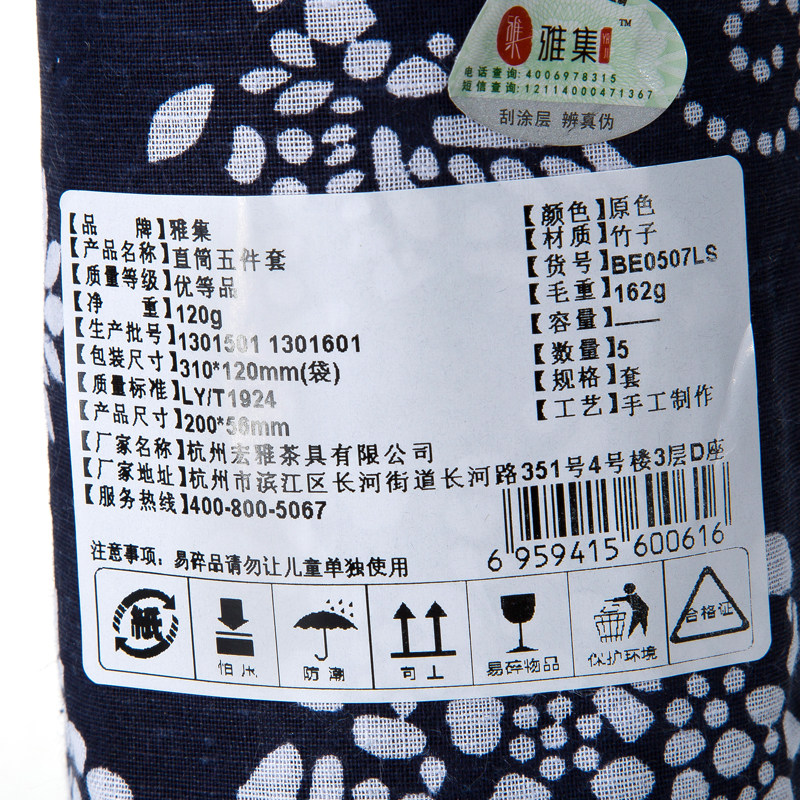 雅 雅集 YAJI ™
电话查询:4006978315
短信查询:12114000471367
刮涂层 辨真伪
【品 牌】雅集
【产品名称】直筒五件套
【质量等级】优等品
【净 重】120g
【生产批号】1301501 1301601
【包装尺寸】310*120mm(袋)
【质量标准】LY/T1924
【产品尺寸】200*56mm
【厂家名称】杭州宏雅茶具有限公司
【厂家地址】杭州市滨江区长河街道长河路351号4号楼3层D座
【服务热线】400-800-5067
【颜色】原色
【材质】竹子
【货号】BE0507LS
【毛重】162g
【容量】——
【数量】5
【规格】套
【工艺】手工制作
6 959415 600616
注意事项：易碎品请勿让儿童单独使用
纸
怕压
防潮
向上
易碎物品
保护环境
合格证